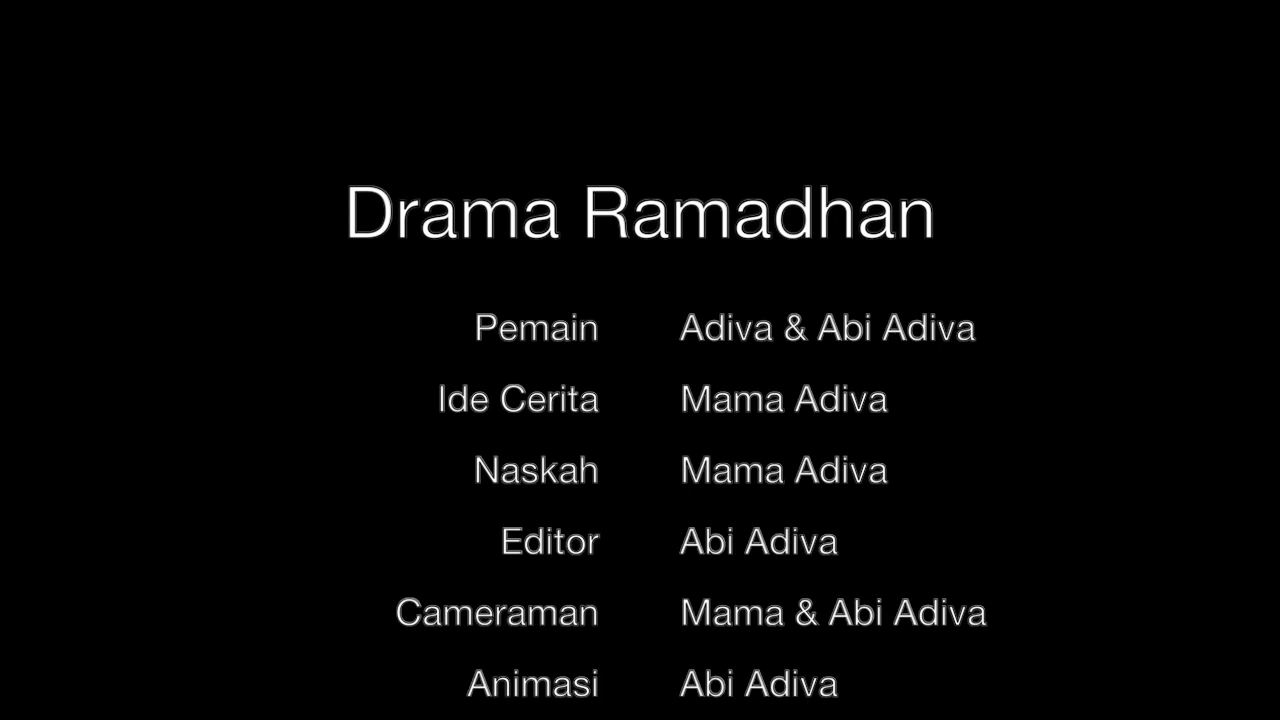 Drama Ramadhan
Pemain Adiva & Abi Adiva
Ide Cerita Mama Adiva
Naskah Mama Adiva
Editor Abi Adiva
Cameraman Mama & Abi Adiva
Animasi Abi Adiva